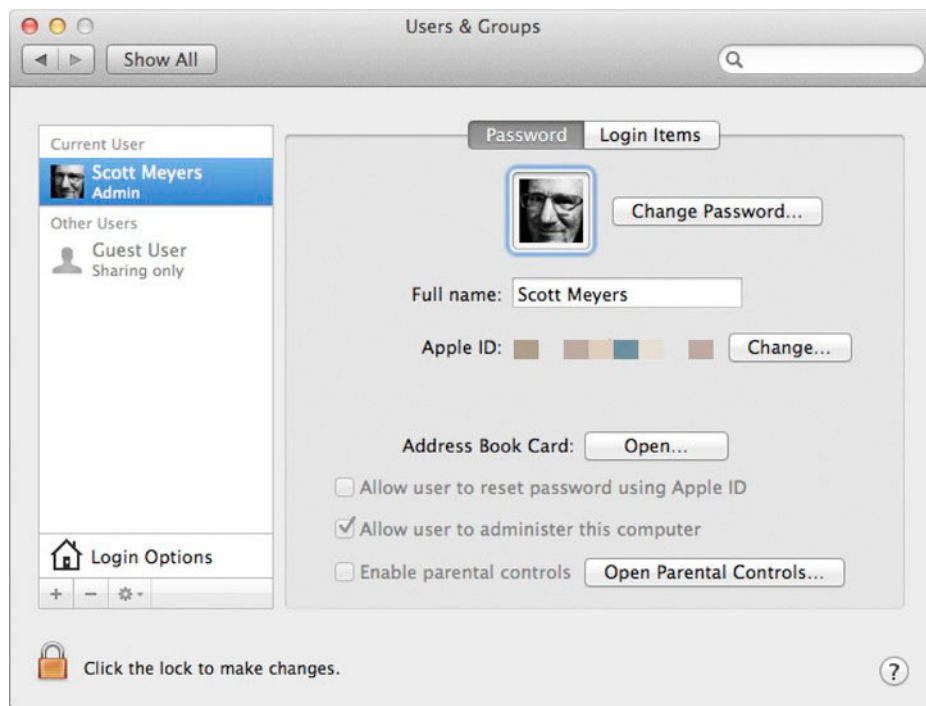 Users & Groups
Show All
Current User
Scott Meyers
Admin
Other Users
Guest User
Sharing only
Login Options
+ −
Password Login Items
Change Password...
Full name: Scott Meyers
Apple ID: Change...
Address Book Card: Open...
Allow user to reset password using Apple ID
Allow user to administer this computer
Enable parental controls Open Parental Controls...
Click the lock to make changes.
?